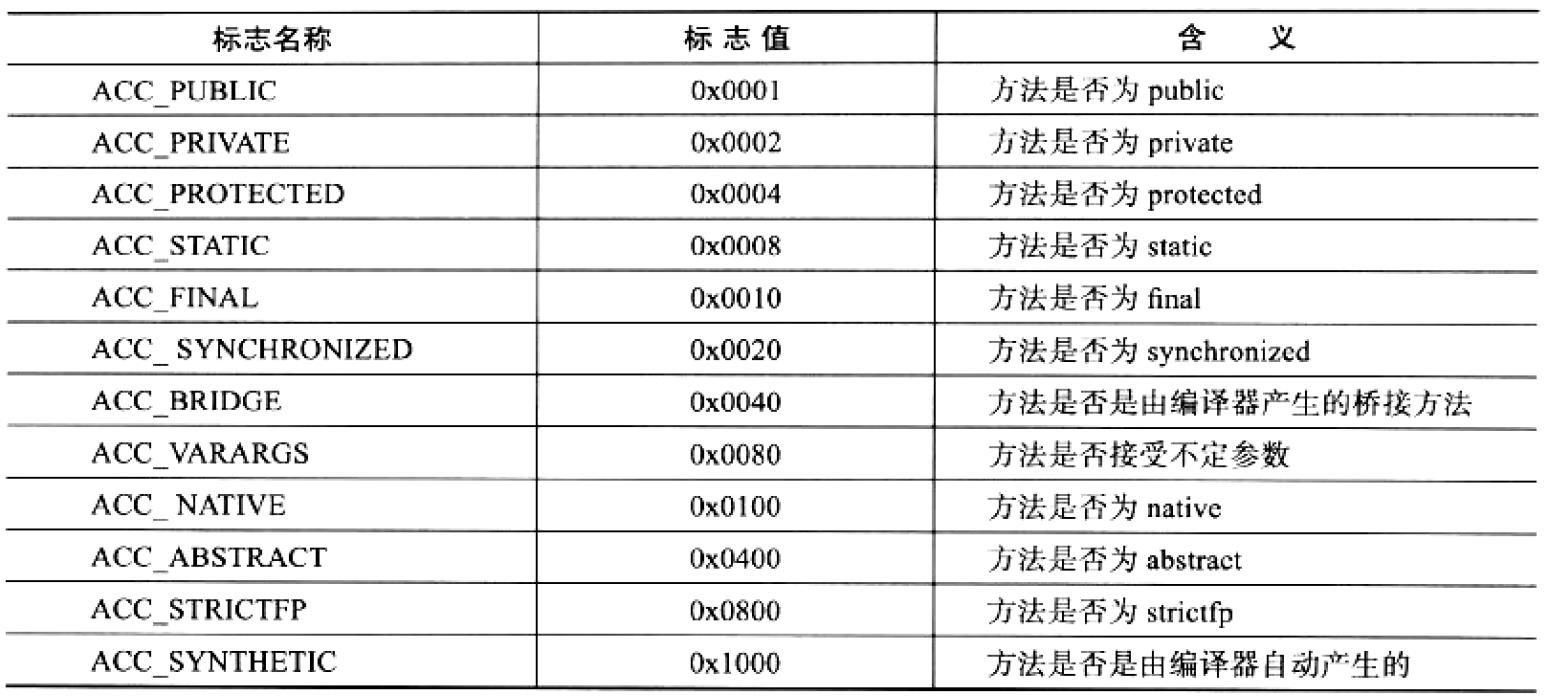 标志名称 标志值 含 义
ACC_PUBLIC 0x0001 方法是否为 public
ACC_PRIVATE 0x0002 方法是否为 private
ACC_PROTECTED 0x0004 方法是否为 protected
ACC_STATIC 0x0008 方法是否为 static
ACC_FINAL 0x0010 方法是否为 final
ACC_ SYNCHRONIZED 0x0020 方法是否为 synchronized
ACC_BRIDGE 0x0040 方法是否是由编译器产生的桥接方法
ACC_VARARGS 0x0080 方法是否接受不定参数
ACC_ NATIVE 0x0100 方法是否为 native
ACC_ABSTRACT 0x0400 方法是否为 abstract
ACC_STRICTFP 0x0800 方法是否为 strictfp
ACC_SYNTHETIC 0x1000 方法是否是由编译器自动产生的